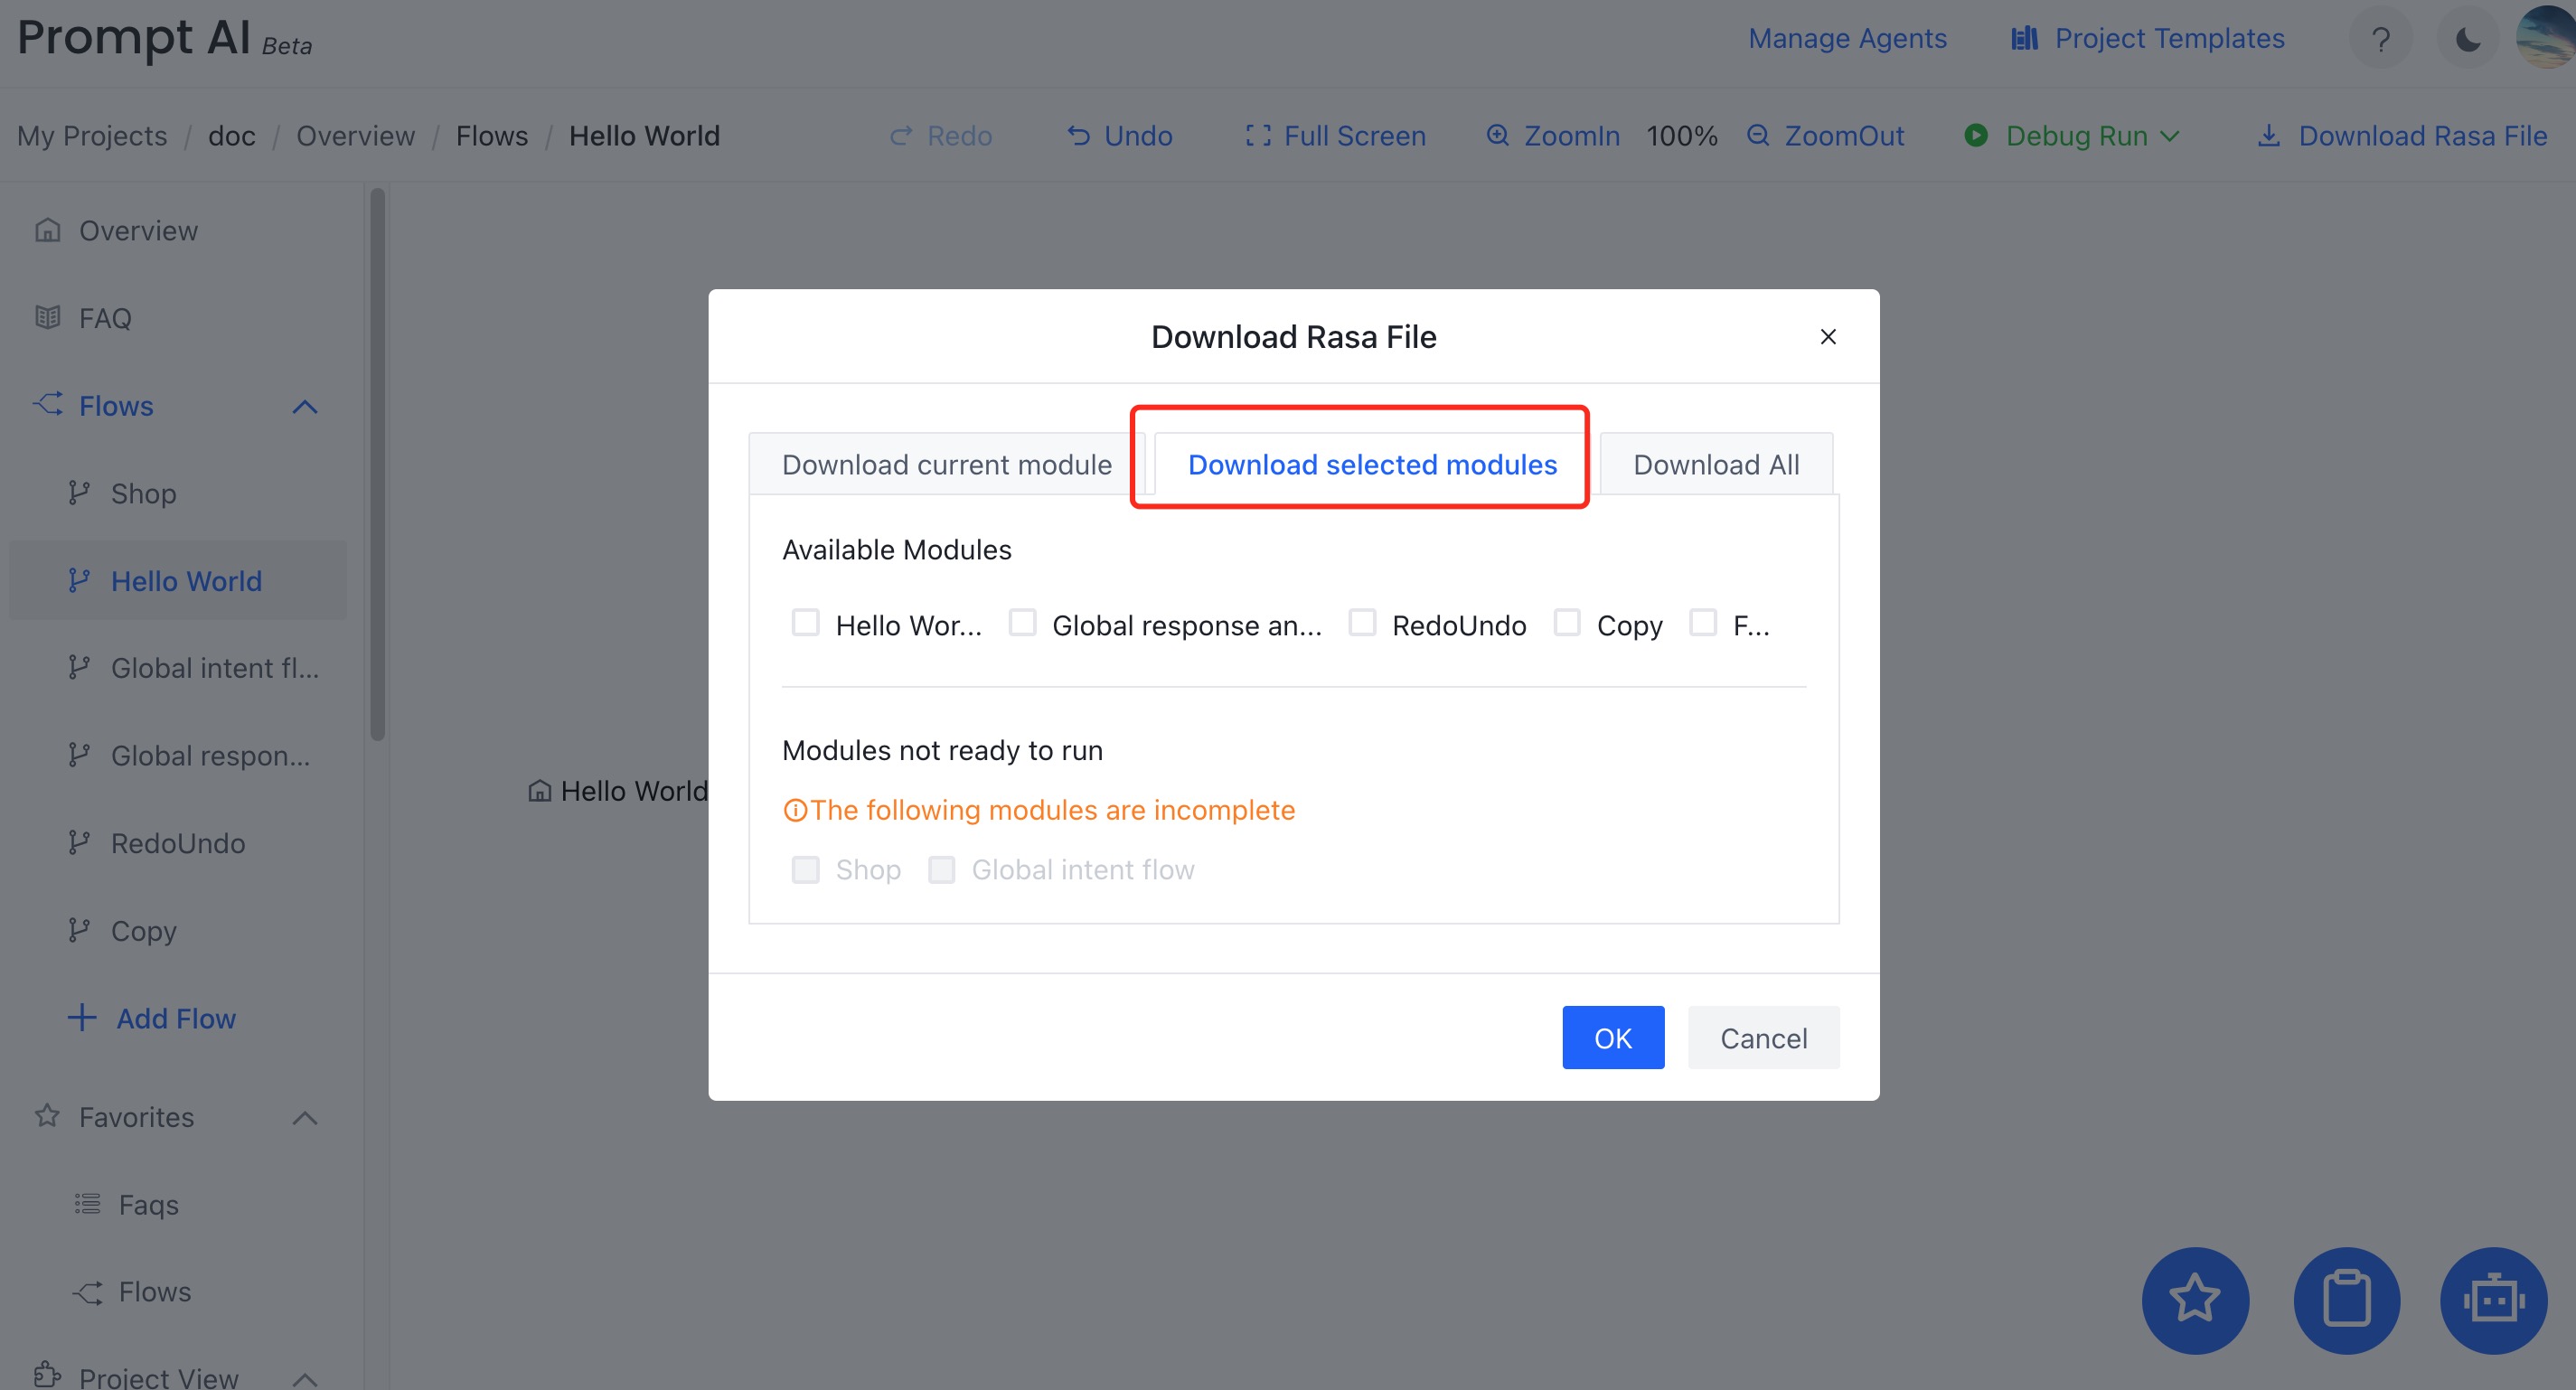 Prompt AI Beta
Manage Agents
Project Templates
?
My Projects / doc / Overview / Flows / Hello World
Redo
Undo
Full Screen
ZoomIn
100%
ZoomOut
Debug Run
Download Rasa File
Overview
FAQ
Flows
Shop
Hello World
Global intent fl...
Global respon...
RedoUndo
Copy
Add Flow
Favorites
Faqs
Flows
Project View
Hello World
Download Rasa File
Download current module
Download selected modules
Download All
Available Modules
Hello Wor...
Global response an...
RedoUndo
Copy
F...
Modules not ready to run
The following modules are incomplete
Shop
Global intent flow
OK
Cancel